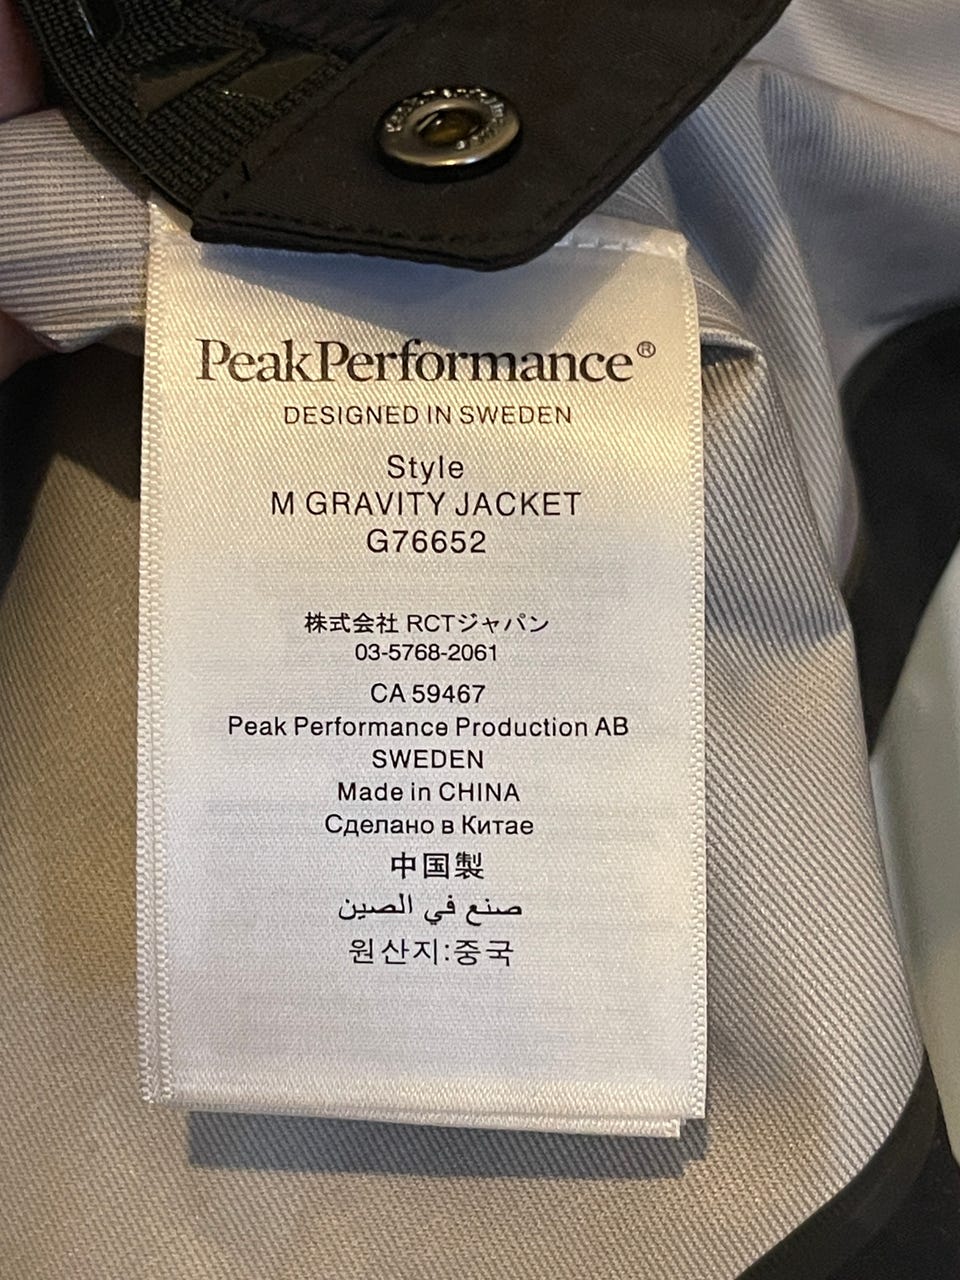 PeakPerformance®
DESIGNED IN SWEDEN
Style
M GRAVITY JACKET
G76652
株式会社 RCTジャパン
03-5768-2061
CA 59467
Peak Performance Production AB
SWEDEN
Made in CHINA
Сделано в Китае
中国製
صنع في الصين
원산지:중국